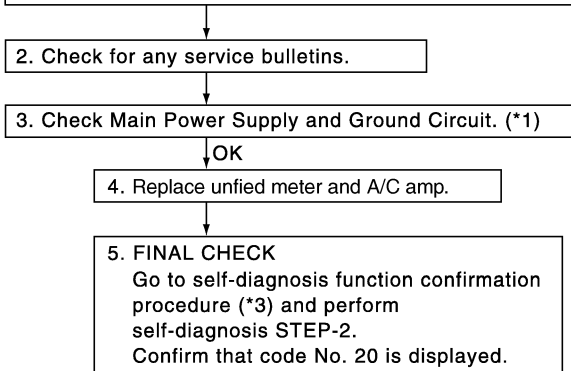 2. Check for any service bulletins.
3. Check Main Power Supply and Ground Circuit. (*1)
OK
4. Replace unfied meter and A/C amp.
5. FINAL CHECK
Go to self-diagnosis function confirmation
procedure (*3) and perform
self-diagnosis STEP-2.
Confirm that code No. 20 is displayed.